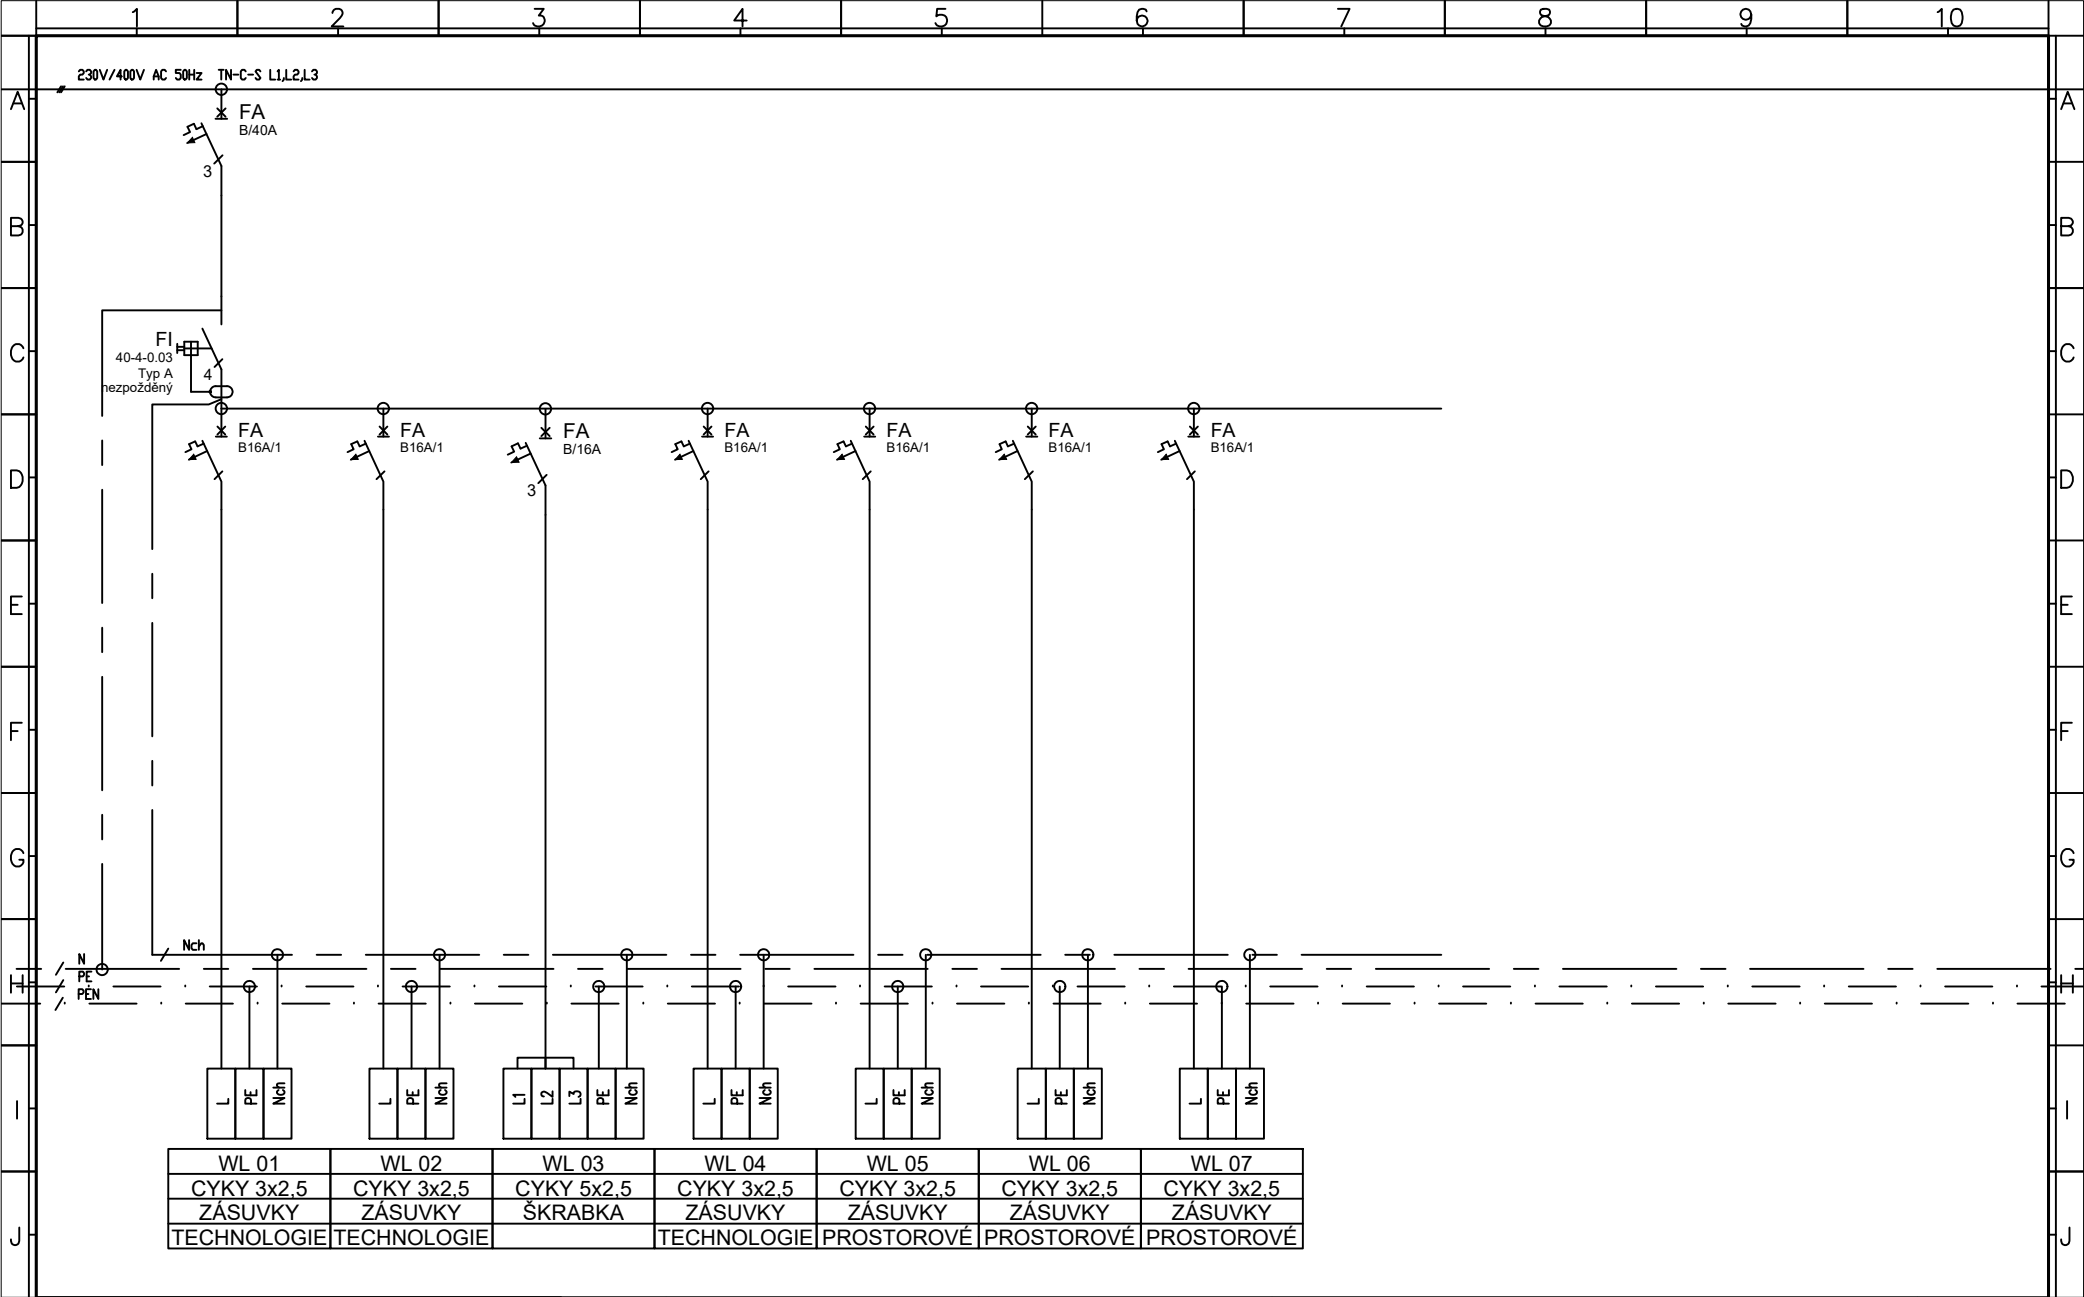 1 2 3 4 5 6 7 8 9 10
230V/400V AC 50Hz TN-C-S L1,L2,L3
A A
FA
B/40A
3
B B
C C
FI
40-4-0.03
Typ A
nezpožděný
4
FA FA FA FA FA FA FA
B16A/1 B16A/1 B/16A B16A/1 B16A/1 B16A/1 B16A/1
3
D D
E E
F F
G G
Nch
N
PE
PEN
H H
L PE Nch L PE Nch L1 L2 L3 PE Nch L PE Nch L PE Nch L PE Nch L PE Nch
I I
WL 01 WL 02 WL 03 WL 04 WL 05 WL 06 WL 07
CYKY 3x2,5 CYKY 3x2,5 CYKY 5x2,5 CYKY 3x2,5 CYKY 3x2,5 CYKY 3x2,5 CYKY 3x2,5
ZÁSUVKY ZÁSUVKY ŠKRABKA ZÁSUVKY ZÁSUVKY ZÁSUVKY ZÁSUVKY
TECHNOLOGIE TECHNOLOGIE TECHNOLOGIE PROSTOROVÉ PROSTOROVÉ PROSTOROVÉ
J J